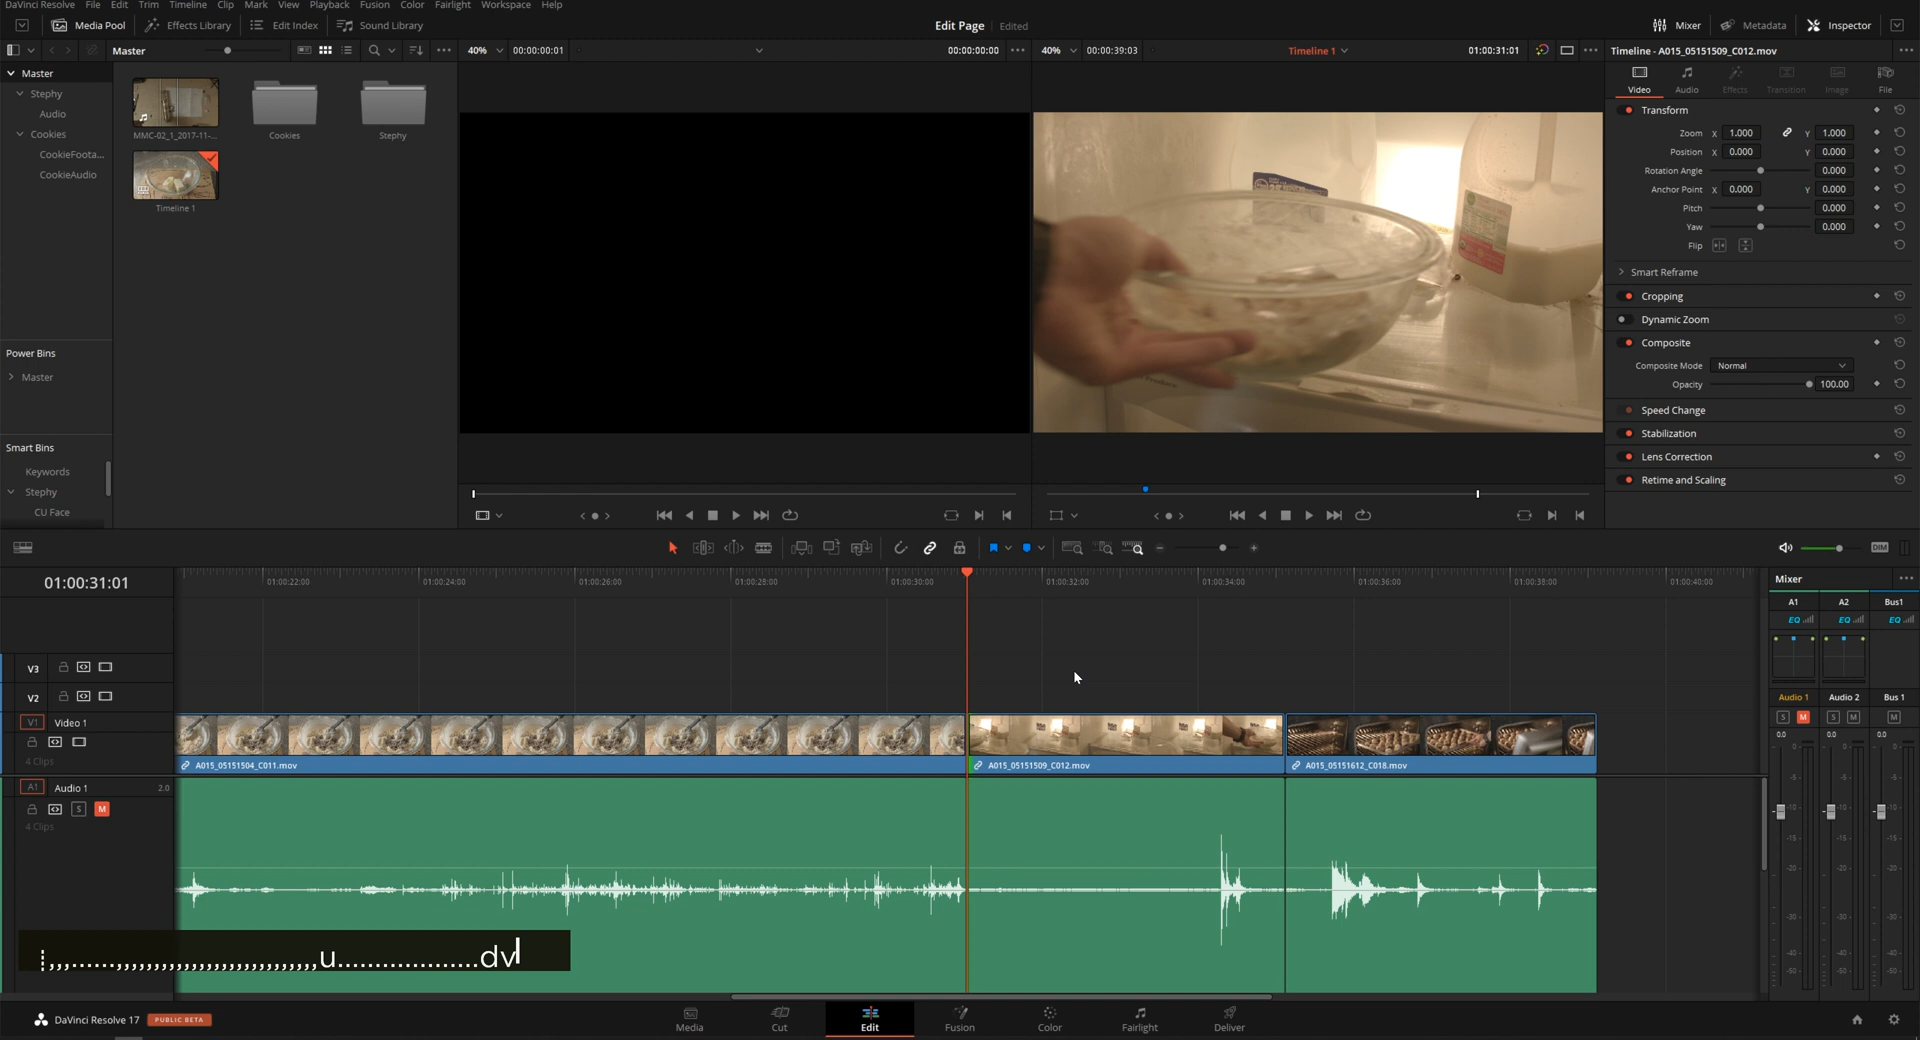 DaVinci Resolve File Edit Trim Timeline Clip Mark View Playback Fusion Color Fairlight Workspace Help
Media Pool Effects Library Edit Index Sound Library Edit Page Edited Mixer Metadata Inspector
Master 40% 00:00:00:01 00:00:00:00 40% 00:00:39:03 Timeline 1 01:00:31:01 Timeline - A015_05151509_C012.mov
Master
Stephy
Audio
Cookies
CookieFoota...
CookieAudio
MMC-02_1_2017-11-...
Cookies
Stephy
Timeline 1
Power Bins
Master
Smart Bins
Keywords
Stephy
CU Face
Video Audio Effects Transition Image File
Transform
Zoom X 1.000 Y 1.000
Position X 0.000 Y 0.000
Rotation Angle 0.000
Anchor Point X 0.000 Y 0.000
Pitch 0.000
Yaw 0.000
Flip
Smart Reframe
Cropping
Dynamic Zoom
Composite
Composite Mode Normal
Opacity 100.00
Speed Change
Stabilization
Lens Correction
Retime and Scaling
DIM
01:00:31:01
01:00:22:00 01:00:24:00 01:00:26:00 01:00:28:00 01:00:30:00 01:00:32:00 01:00:34:00 01:00:36:00 01:00:38:00 01:00:40:00
V3
V2
V1 Video 1
4 Clips
A015_05151504_C011.mov A015_05151509_C012.mov A015_05151612_C018.mov
A1 Audio 1 2.0
S M
4 Clips
Mixer
A1 A2 Bus1
EQ EQ EQ
Audio 1 Audio 2 Bus 1
S M S M M
0.0 0.0 0.0
DaVinci Resolve 17 PUBLIC BETA
Media Cut Edit Fusion Color Fairlight Deliver